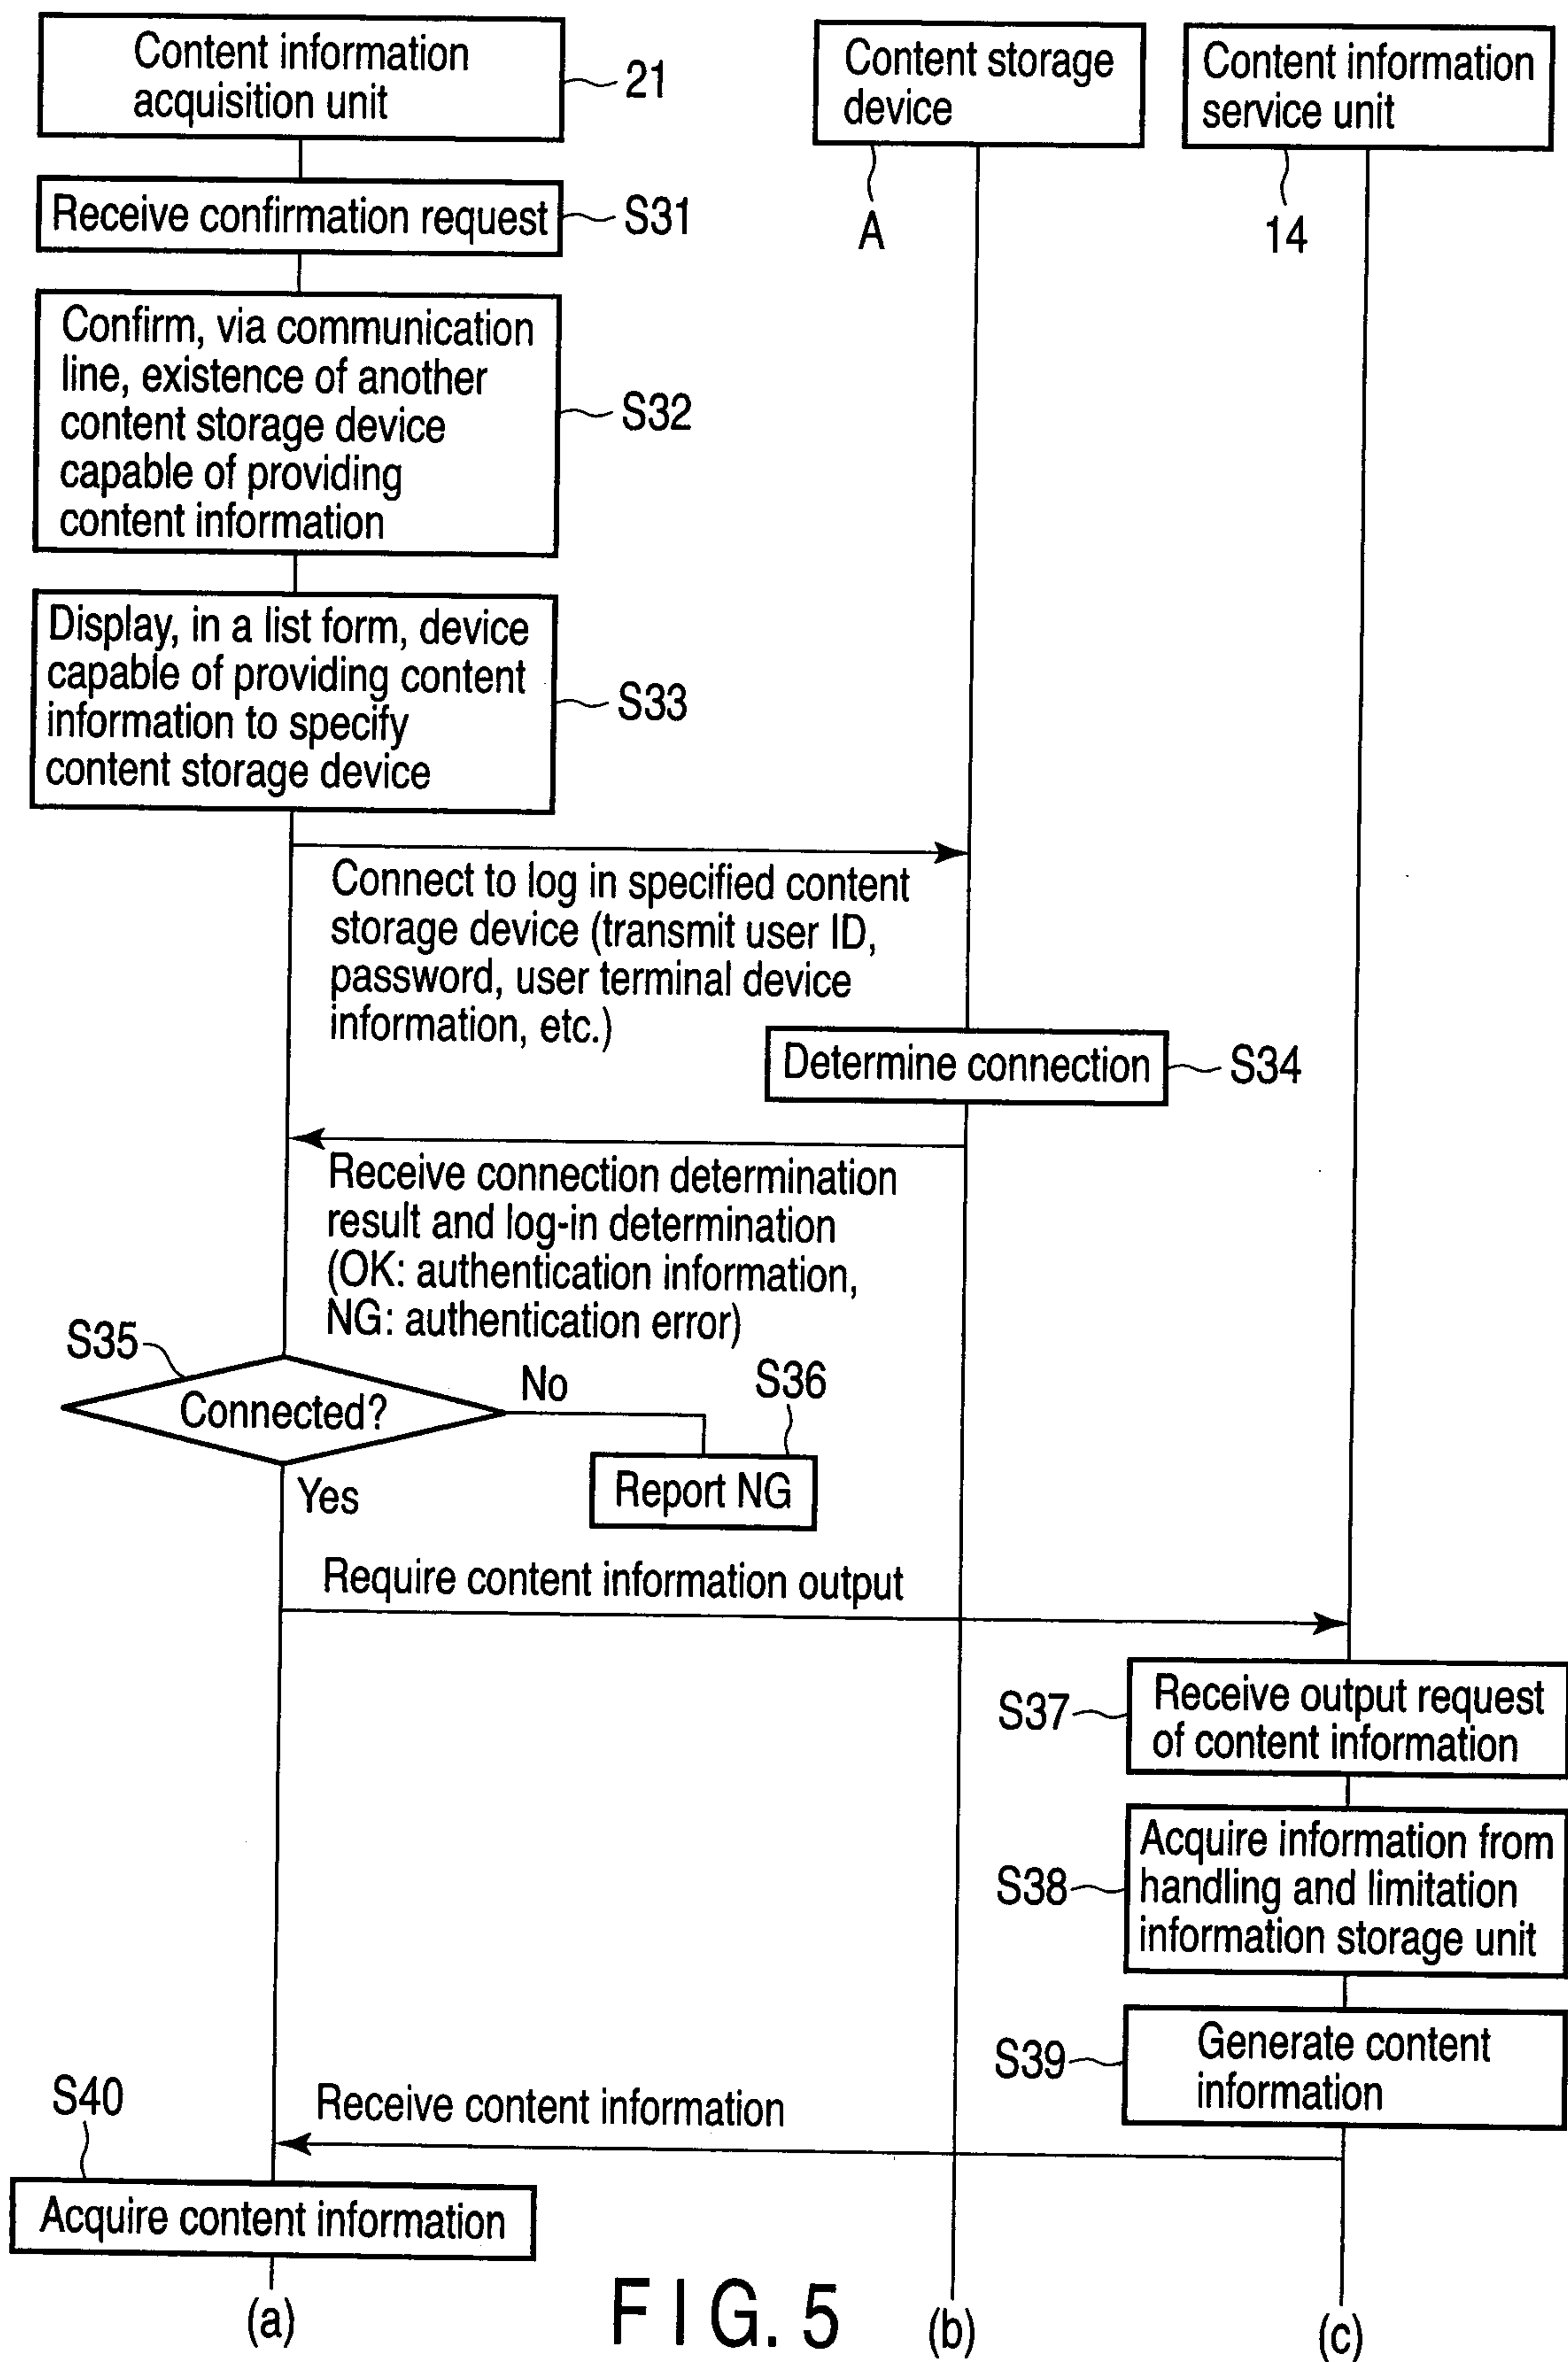 Content information
acquisition unit
21
Content storage
device
A
Content information
service unit
14
Receive confirmation request
S31
Confirm, via communication
line, existence of another
content storage device
capable of providing
content information
S32
Display, in a list form, device
capable of providing content
information to specify
content storage device
S33
Connect to log in specified content
storage device (transmit user ID,
password, user terminal device
information, etc.)
Determine connection
S34
Receive connection determination
result and log-in determination
(OK: authentication information,
NG: authentication error)
S35
Connected?
No
S36
Report NG
Yes
Require content information output
S37
Receive output request
of content information
S38
Acquire information from
handling and limitation
information storage unit
S39
Generate content
information
Receive content information
S40
Acquire content information
(a)
FIG. 5
(b)
(c)